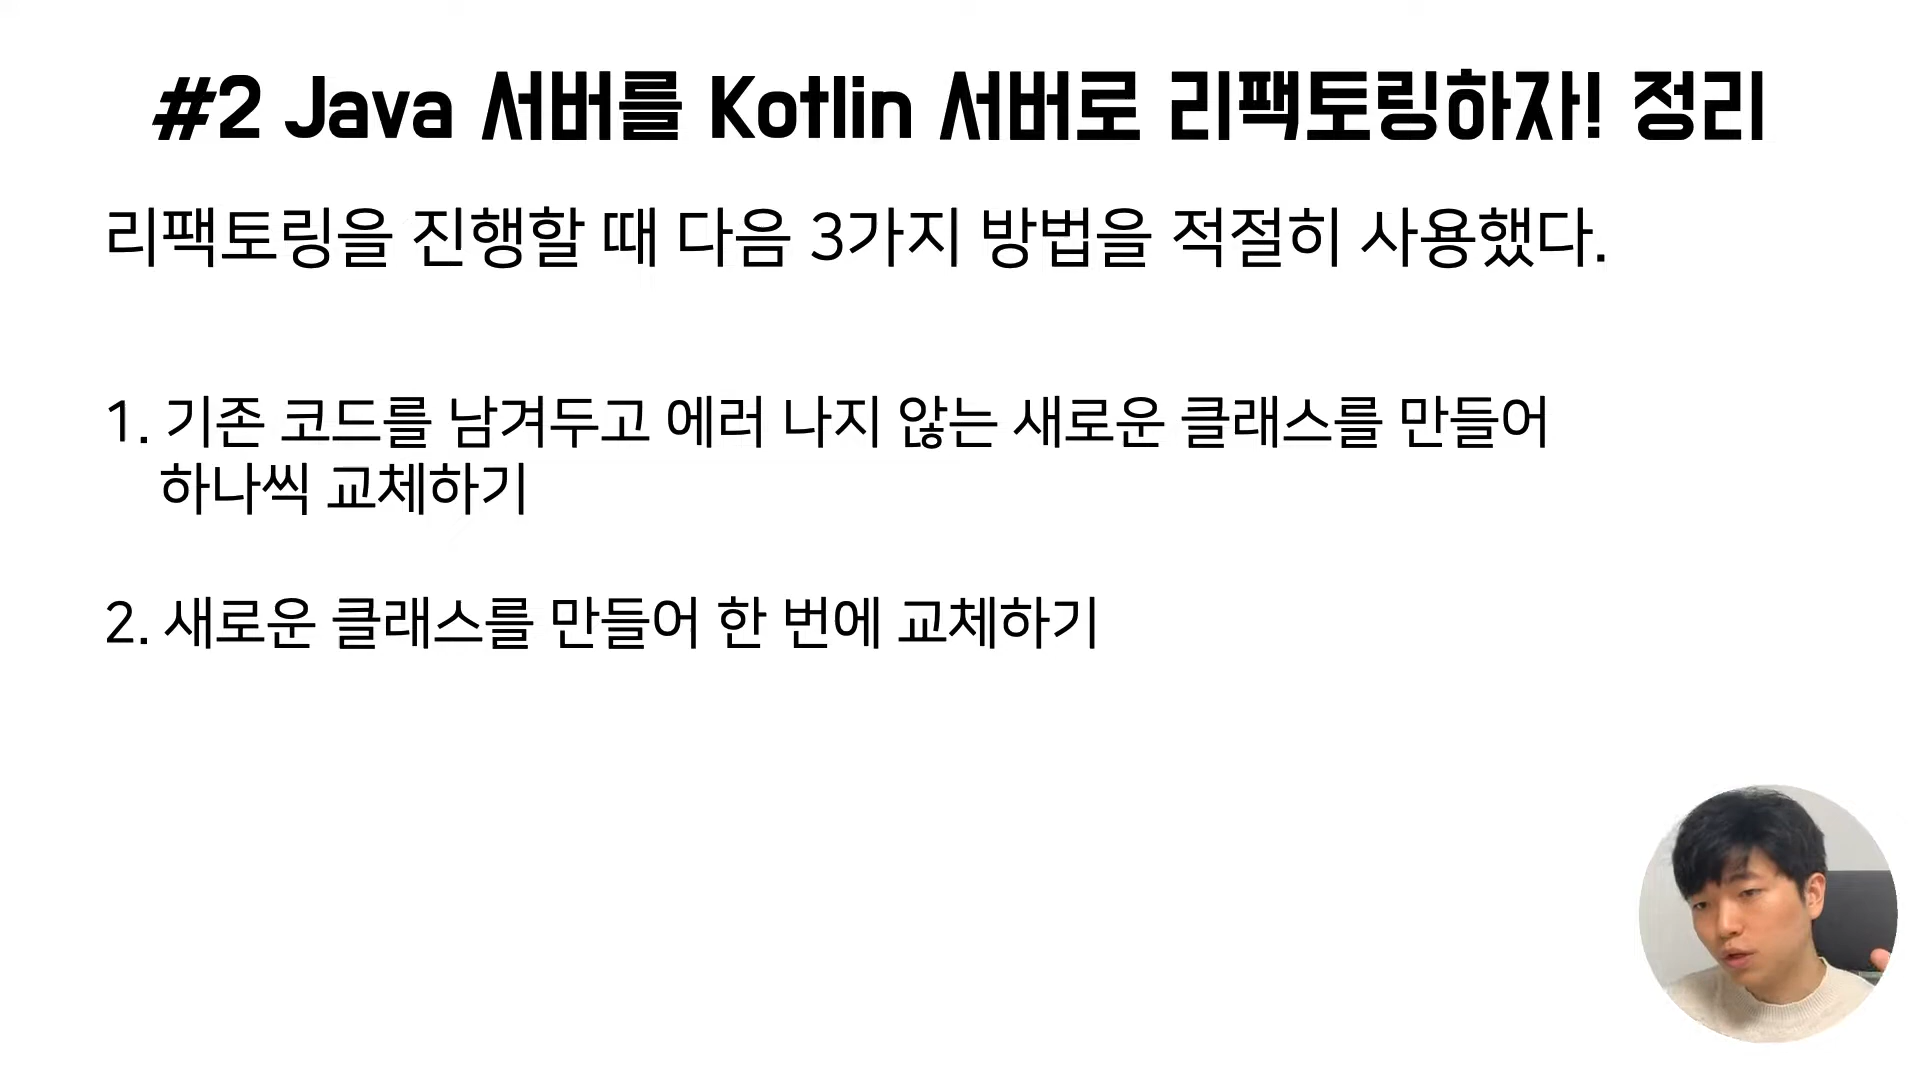 #2 Java 서버를 Kotlin 서버로 리팩토링하자! 정리
리팩토링을 진행할 때 다음 3가지 방법을 적절히 사용했다.
1. 기존 코드를 남겨두고 에러 나지 않는 새로운 클래스를 만들어
하나씩 교체하기
2. 새로운 클래스를 만들어 한 번에 교체하기